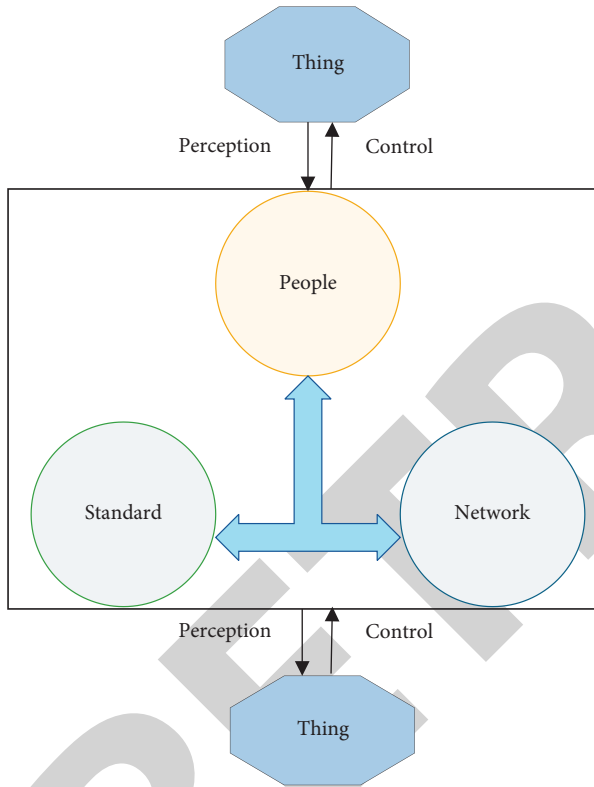 Thing
Perception
Control
People
Standard
Network
Perception
Control
Thing